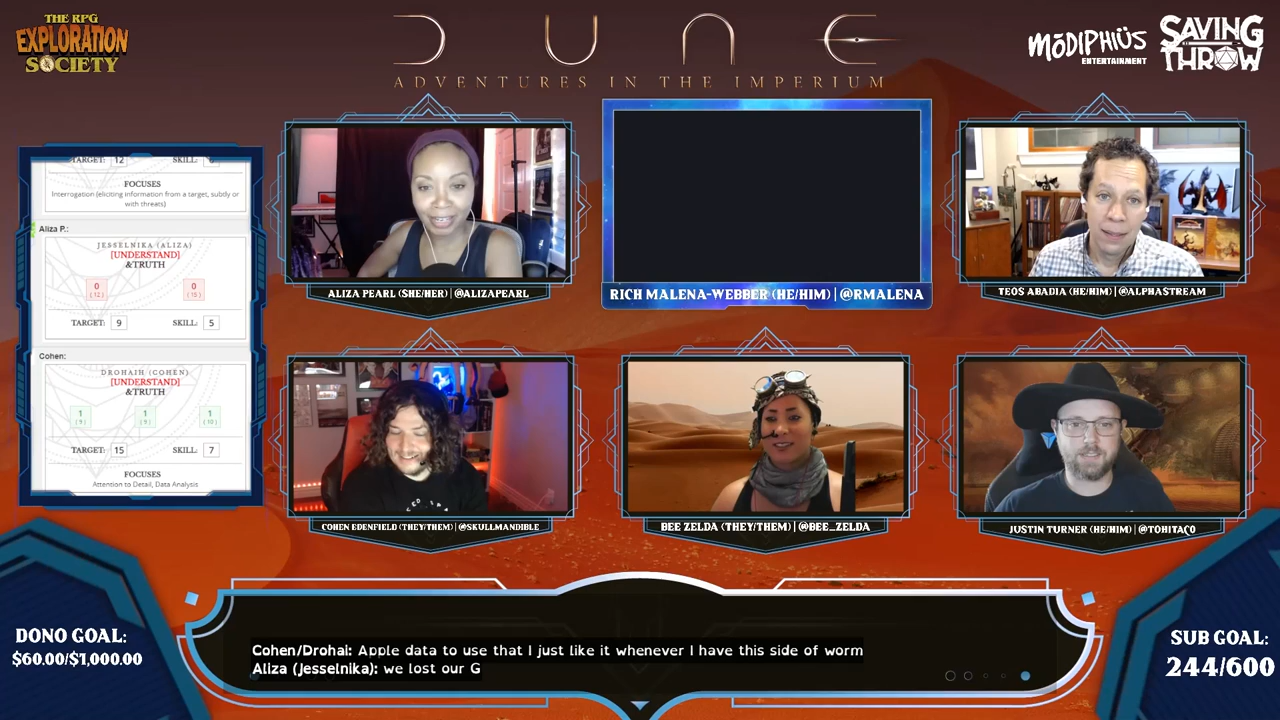 THE RPG
EXPLORATION
SOCIETY
DUNE
ADVENTURES IN THE IMPERIUM
MŌDIPHIÜS
ENTERTAINMENT
SAVING
THROW
TARGET: 12 SKILL:
FOCUSES
Interrogation (eliciting information from a target, subtly or
with threats)
Aliza P.:
JESSELNIKA (ALIZA)
[UNDERSTAND]
&TRUTH
0 0
(12) (15)
TARGET: 9 SKILL: 5
Cohen:
DROHAIH (COHEN)
[UNDERSTAND]
&TRUTH
1 1 1
(9) (9) (10)
TARGET: 15 SKILL: 7
FOCUSES
Attention to Detail, Data Analysis
ALIZA PEARL (SHE/HER) | @ALIZAPEARL
RICH MALENA-WEBBER (HE/HIM) | @RMALENA
TEOS ABADIA (HE/HIM) | @ALPHASTREAM
COHEN EDENFIELD (THEY/THEM) | @SKULLMANDIBLE
BEE ZELDA (THEY/THEM) | @BEE_ZELDA
JUSTIN TURNER (HE/HIM) | @TOHITACO
DONO GOAL:
$60.00/$1,000.00
Cohen/Drohai: Apple data to use that I just like it whenever I have this side of worm
Aliza (Jesselnika): we lost our G
SUB GOAL:
244/600